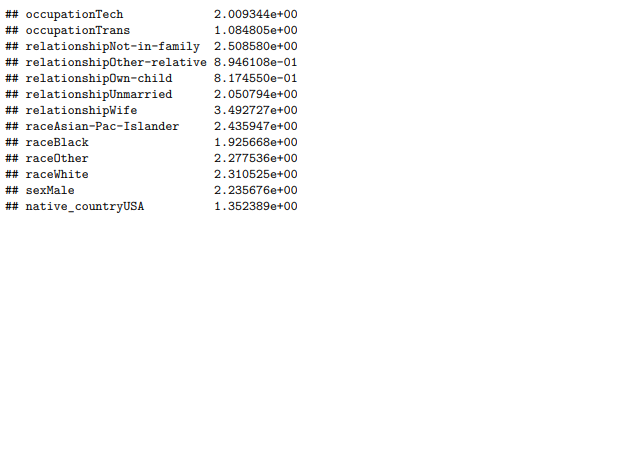 ## occupationTech 2.009344e+00
## occupationTrans 1.084805e+00
## relationshipNot-in-family 2.508580e+00
## relationshipOther-relative 8.946108e-01
## relationshipOwn-child 8.174550e-01
## relationshipUnmarried 2.050794e+00
## relationshipWife 3.492727e+00
## raceAsian-Pac-Islander 2.435947e+00
## raceBlack 1.925668e+00
## raceOther 2.277536e+00
## raceWhite 2.310525e+00
## sexMale 2.235676e+00
## native_countryUSA 1.352389e+00